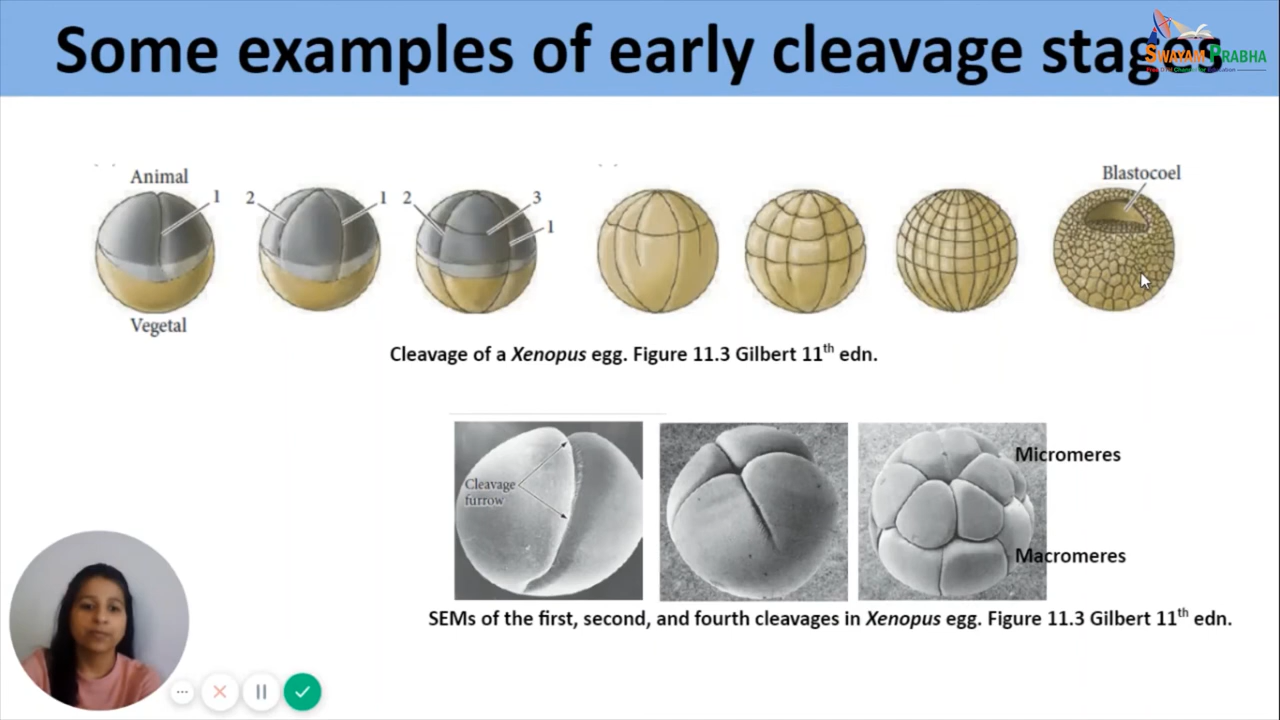 Some examples of early cleavage stages
SWAYAM PRABHA
Animal
1
2
1
2
3
1
Blastocoel
Vegetal
Cleavage of a Xenopus egg. Figure 11.3 Gilbert 11th edn.
Cleavage
furrow
Micromeres
Macromeres
SEMs of the first, second, and fourth cleavages in Xenopus egg. Figure 11.3 Gilbert 11th edn.